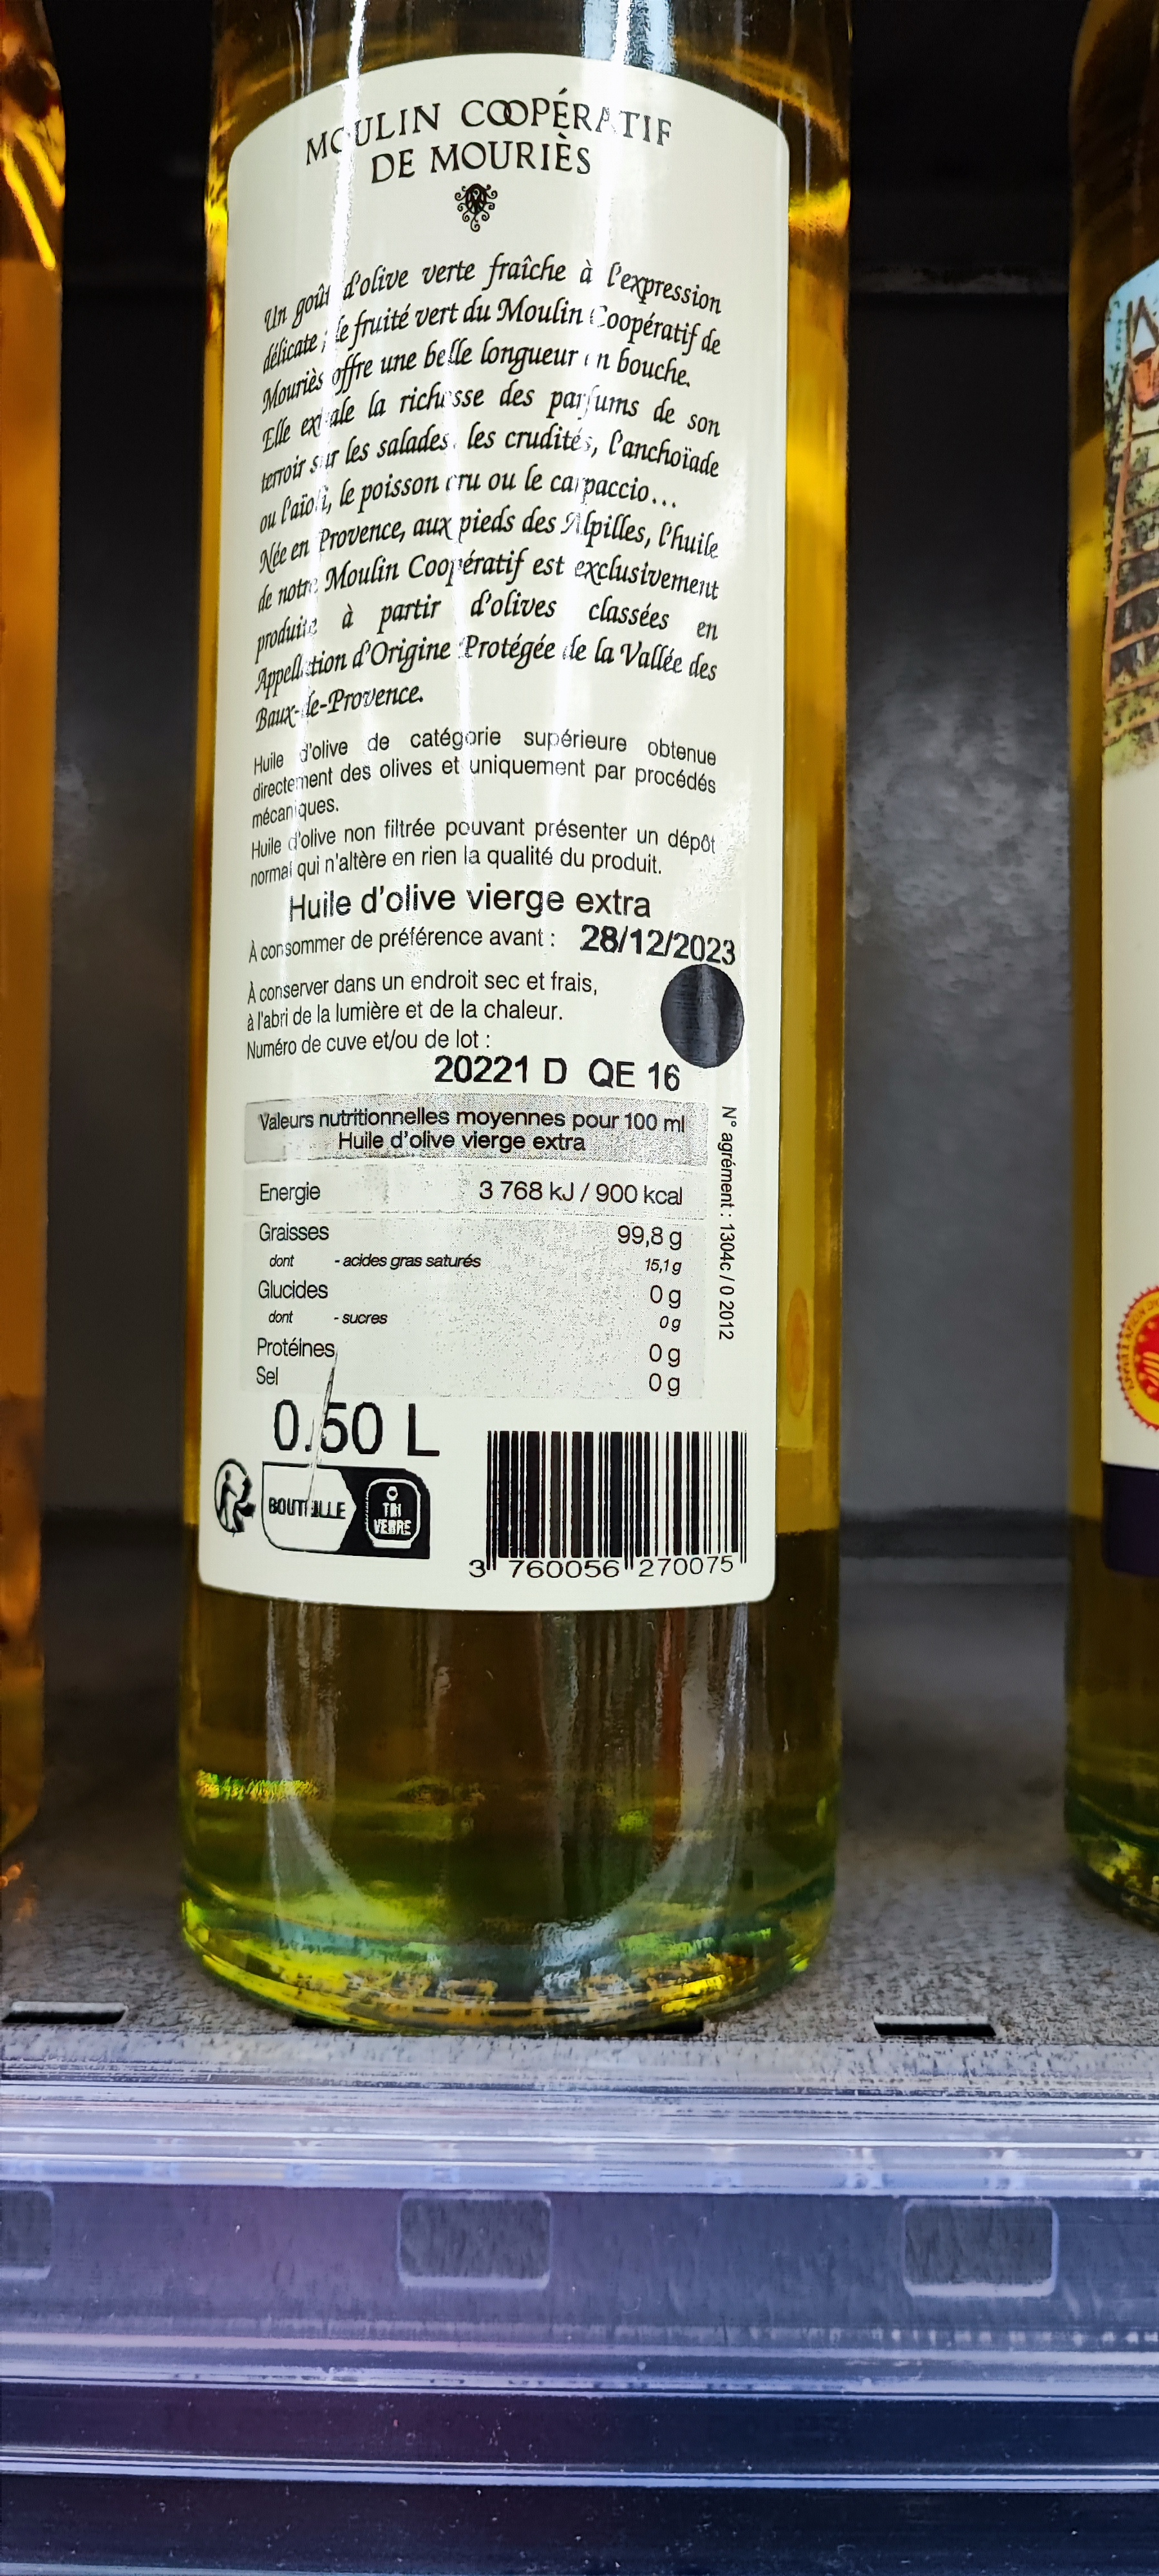 MOULIN COOPÉRATIF
DE MOURIÈS
Un goût d'olive verte fraîche à l'expression
délicate ; le fruité vert du Moulin Coopératif de
Mouriès offre une belle longueur en bouche.
Elle exhale la richesse des parfums de son
terroir sur les salades, les crudités, l'anchoïade
ou l'aïoli, le poisson cru ou le carpaccio...
Née en Provence, aux pieds des Alpilles, l'huile
de notre Moulin Coopératif est exclusivement
produite à partir d'olives classées en
Appellation d'Origine Protégée de la Vallée des
Baux-de-Provence.
Huile d'olive de catégorie supérieure obtenue
directement des olives et uniquement par procédés
mécaniques.
Huile d'olive non filtrée pouvant présenter un dépôt
normal qui n'altère en rien la qualité du produit.
Huile d'olive vierge extra
À consommer de préférence avant : 28/12/2023
À conserver dans un endroit sec et frais,
à l'abri de la lumière et de la chaleur.
Numéro de cuve et/ou de lot :
20221 D QE 16
Valeurs nutritionnelles moyennes pour 100 ml
Huile d'olive vierge extra
Energie 3 768 kJ / 900 kcal
Graisses 99,8 g
dont - acides gras saturés 15,1 g
Glucides 0 g
dont - sucres 0 g
Protéines 0 g
Sel 0 g
N° agrément : 1304c / 0 2012
0.50 L
BOUTEILLE
TRI
VERRE
3 760056 270075